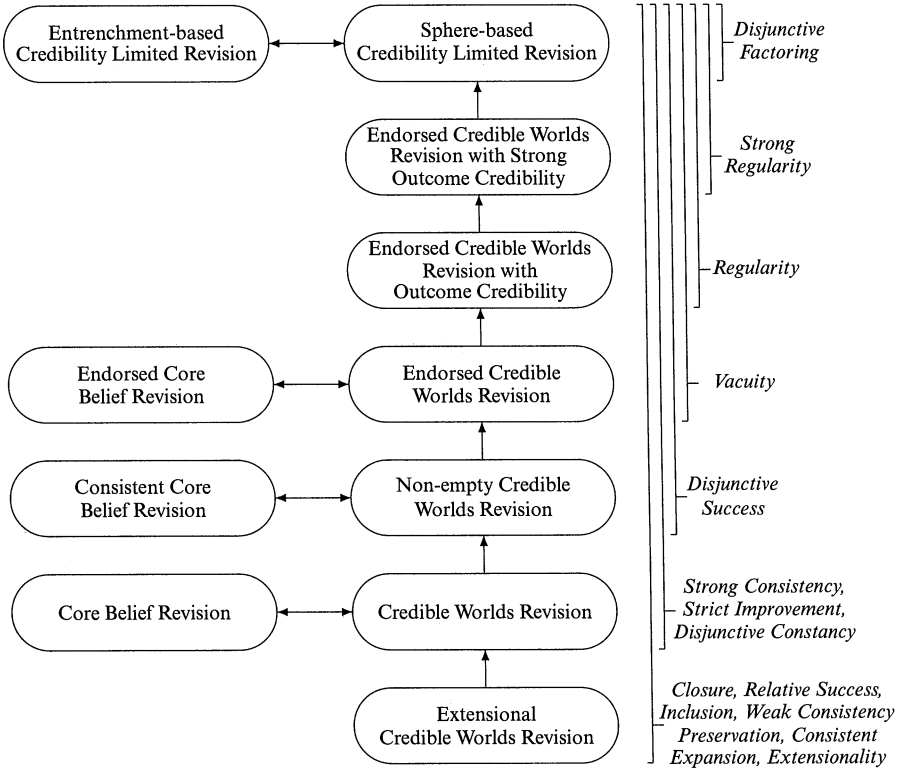 Entrenchment-based
Credibility Limited Revision
Sphere-based
Credibility Limited Revision
Disjunctive
Factoring
Endorsed Credible Worlds
Revision with Strong
Outcome Credibility
Strong
Regularity
Endorsed Credible Worlds
Revision with
Outcome Credibility
Regularity
Endorsed Core
Belief Revision
Endorsed Credible
Worlds Revision
Vacuity
Consistent Core
Belief Revision
Non-empty Credible
Worlds Revision
Disjunctive
Success
Core Belief Revision
Credible Worlds Revision
Strong Consistency,
Strict Improvement,
Disjunctive Constancy
Extensional
Credible Worlds Revision
Closure, Relative Success,
Inclusion, Weak Consistency
Preservation, Consistent
Expansion, Extensionality